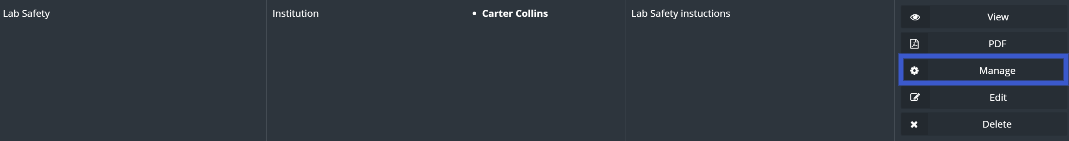 Lab Safety
Institution
• Carter Collins
Lab Safety instuctions
View
PDF
Manage
Edit
Delete